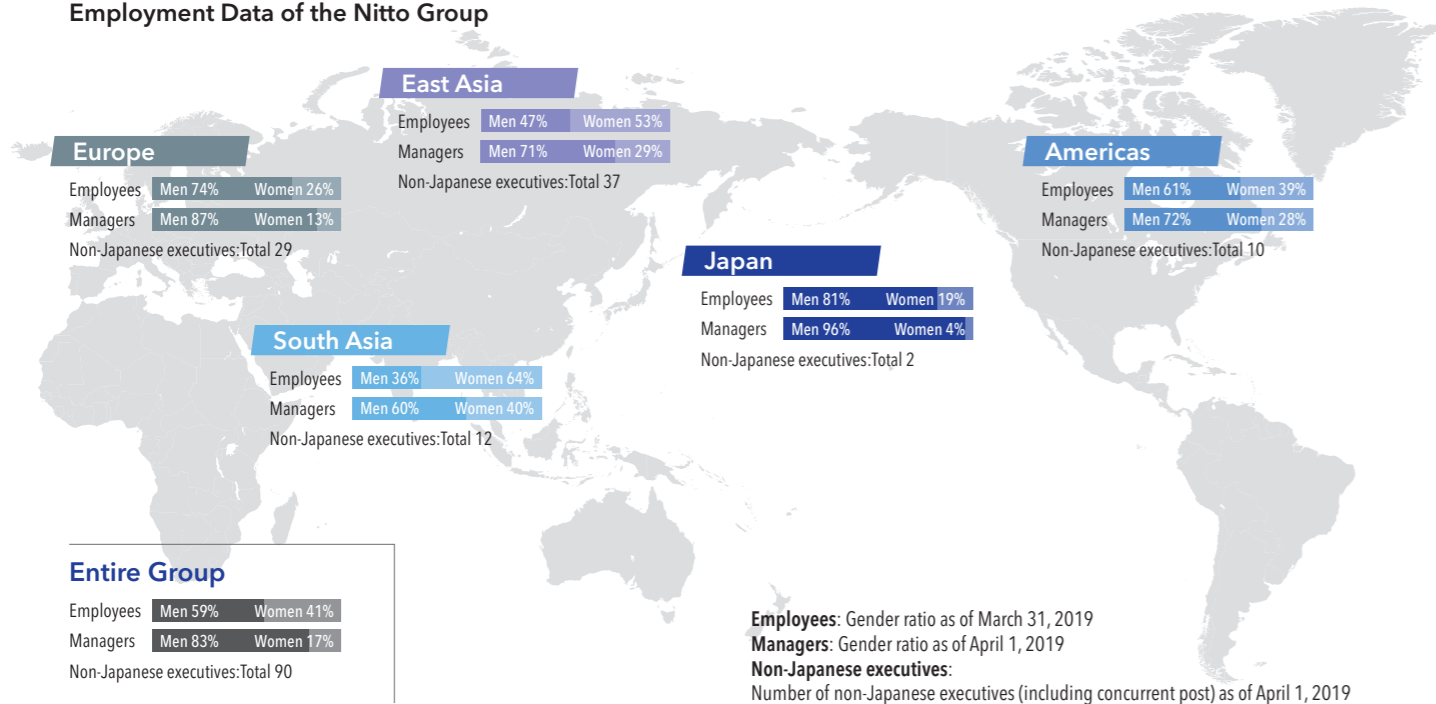 Employment Data of the Nitto Group
East Asia
Employees Men 47% Women 53%
Managers Men 71% Women 29%
Non-Japanese executives:Total 37
Europe
Employees Men 74% Women 26%
Managers Men 87% Women 13%
Non-Japanese executives:Total 29
Americas
Employees Men 61% Women 39%
Managers Men 72% Women 28%
Non-Japanese executives:Total 10
Japan
Employees Men 81% Women 19%
Managers Men 96% Women 4%
Non-Japanese executives:Total 2
South Asia
Employees Men 36% Women 64%
Managers Men 60% Women 40%
Non-Japanese executives:Total 12
Entire Group
Employees Men 59% Women 41%
Managers Men 83% Women 17%
Non-Japanese executives:Total 90
Employees: Gender ratio as of March 31, 2019
Managers: Gender ratio as of April 1, 2019
Non-Japanese executives:
Number of non-Japanese executives (including concurrent post) as of April 1, 2019